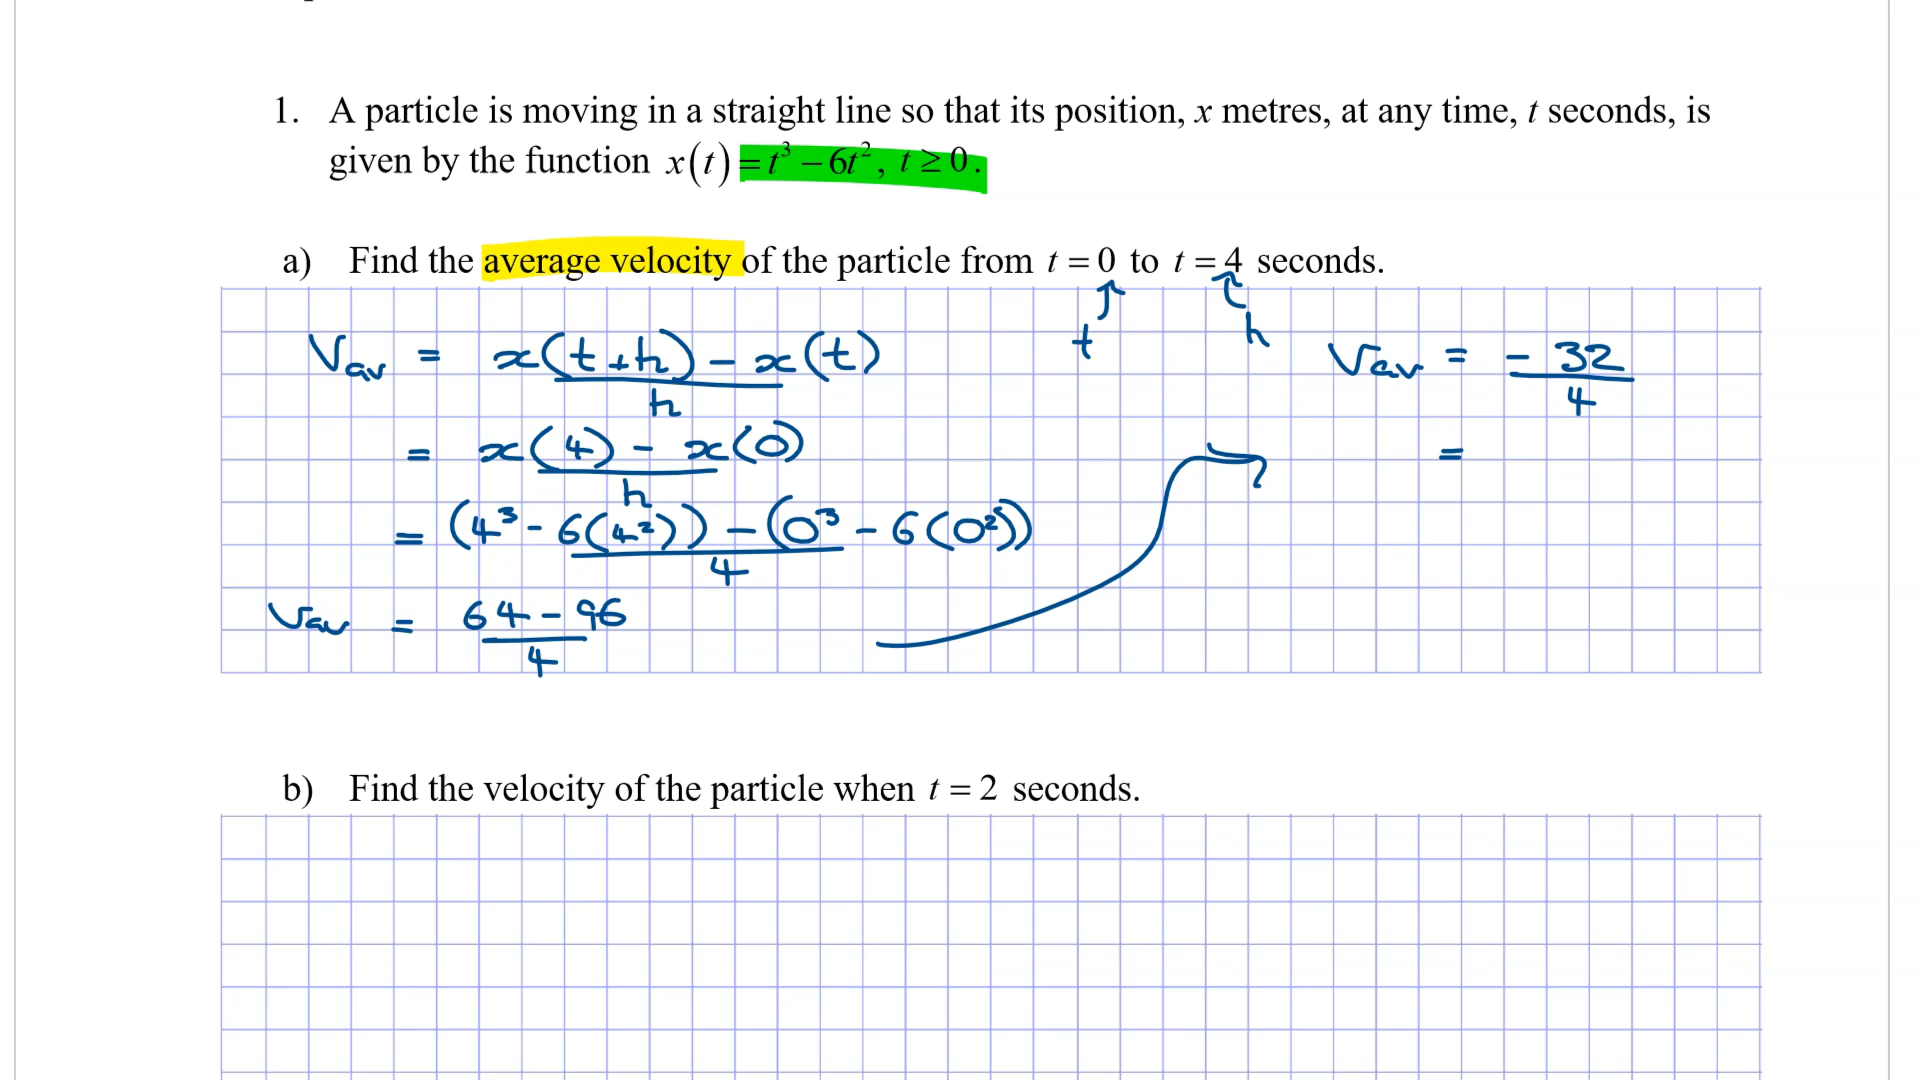 1. A particle is moving in a straight line so that its position, x metres, at any time, t seconds, is
given by the function x(t) = t³ − 6t², t ≥ 0.
a) Find the average velocity of the particle from t = 0 to t = 4 seconds.
t h
Vav = x(t+h) − x(t)
h
= x(4) − x(0)
h
= (4³ − 6(4²)) − (0³ − 6(0²))
4
Vav = 64 − 96
4
Vav = − 32
4
=
b) Find the velocity of the particle when t = 2 seconds.